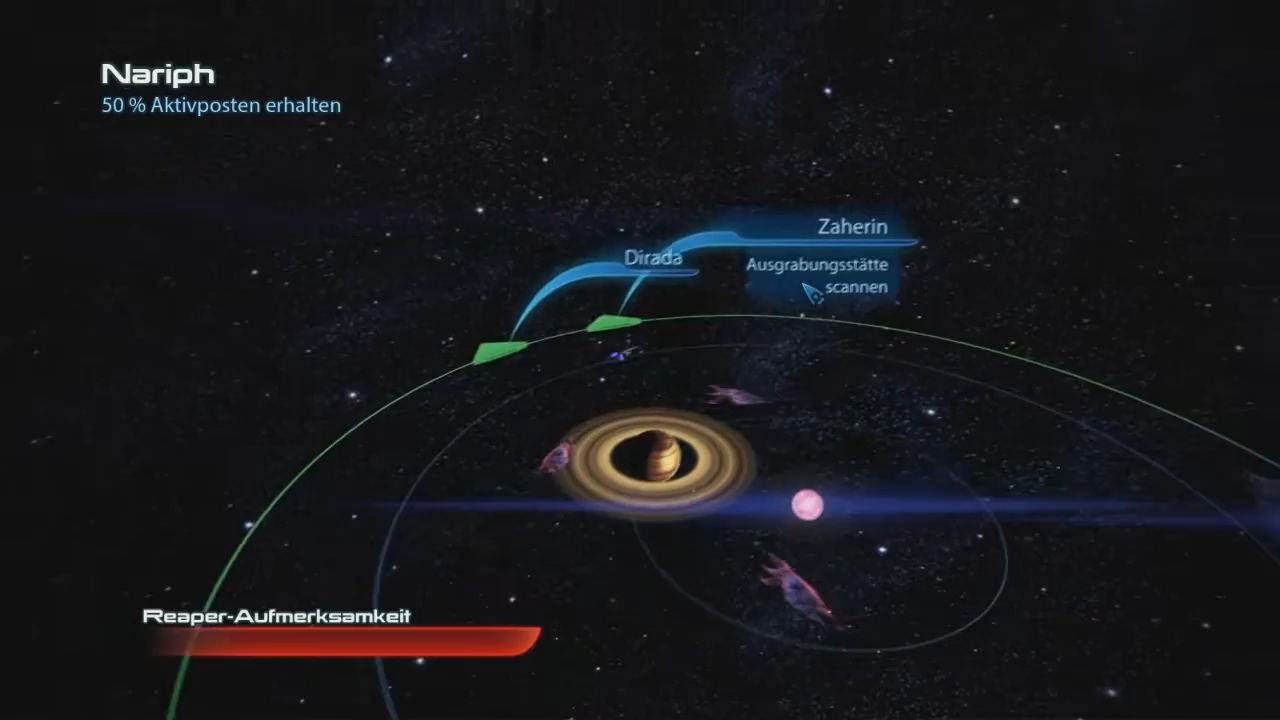 Nariph
50 % Aktivposten erhalten
Zaherin
Dirada
Ausgrabungsstätte
scannen
Reaper-Aufmerksamkeit